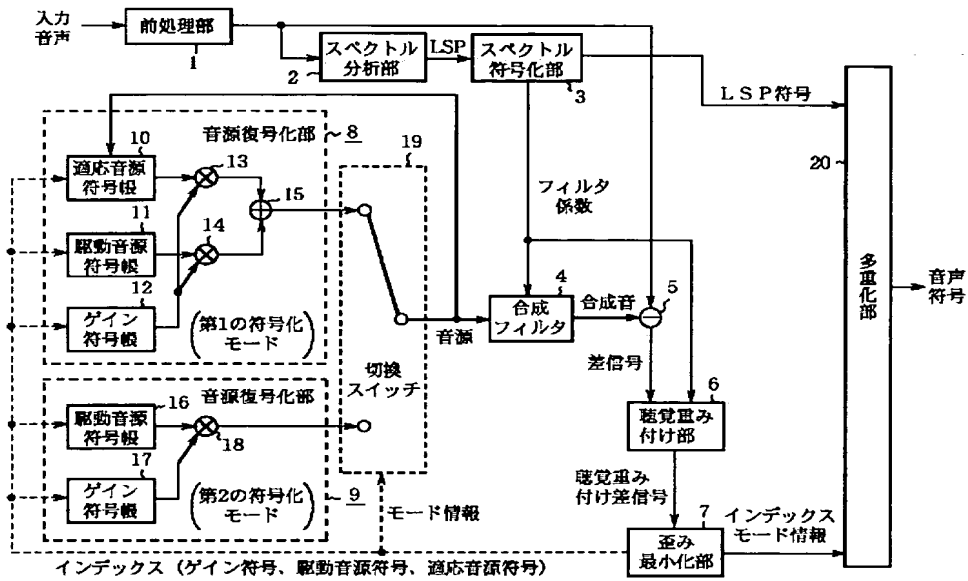 入力
音声
前処理部
1
スペクトル
分析部
2
LSP
スペクトル
符号化部
3
LSP符号
音源復号化部
8
10
適応音源
符号帳
13
15
11
駆動音源
符号帳
14
12
ゲイン
符号帳
(第1の符号化
モード)
19
切換
スイッチ
音源
フィルタ
係数
4
合成
フィルタ
合成音
5
差信号
20
多重化部
音声
符号
音源復号化部
16
駆動音源
符号帳
18
17
ゲイン
符号帳
(第2の符号化
モード)
9
モード情報
6
聴覚重み
付け部
聴覚重み
付け差信号
7
歪み
最小化部
インデックス
モード情報
インデックス (ゲイン符号、駆動音源符号、適応音源符号)